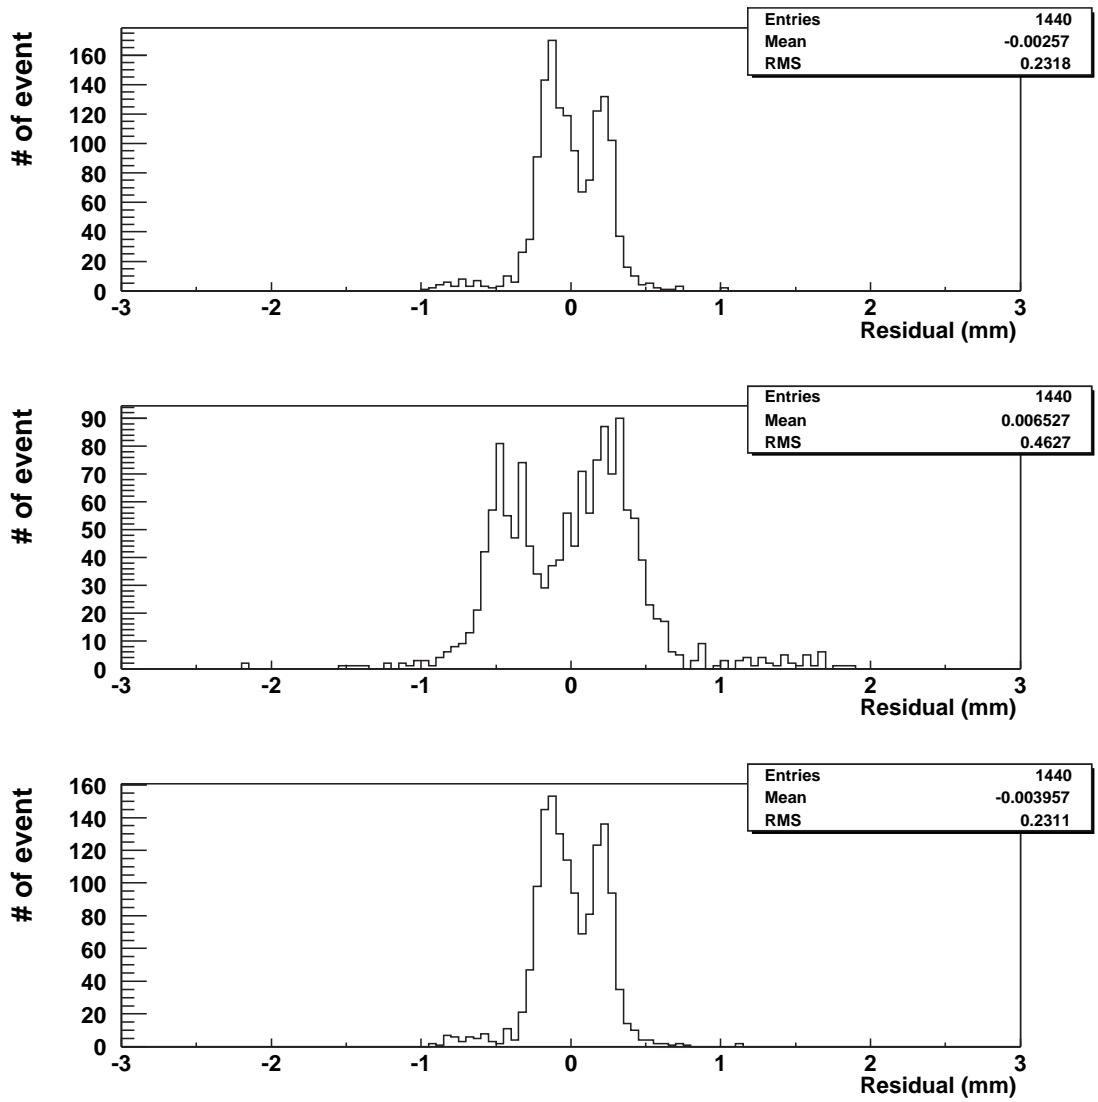 Entries 1440
Mean -0.00257
RMS 0.2318
# of event
160
140
120
100
80
60
40
20
0
-3 -2 -1 0 1 2 3
Residual (mm)
Entries 1440
Mean 0.006527
RMS 0.4627
# of event
90
80
70
60
50
40
30
20
10
0
-3 -2 -1 0 1 2 3
Residual (mm)
Entries 1440
Mean -0.003957
RMS 0.2311
# of event
160
140
120
100
80
60
40
20
0
-3 -2 -1 0 1 2 3
Residual (mm)